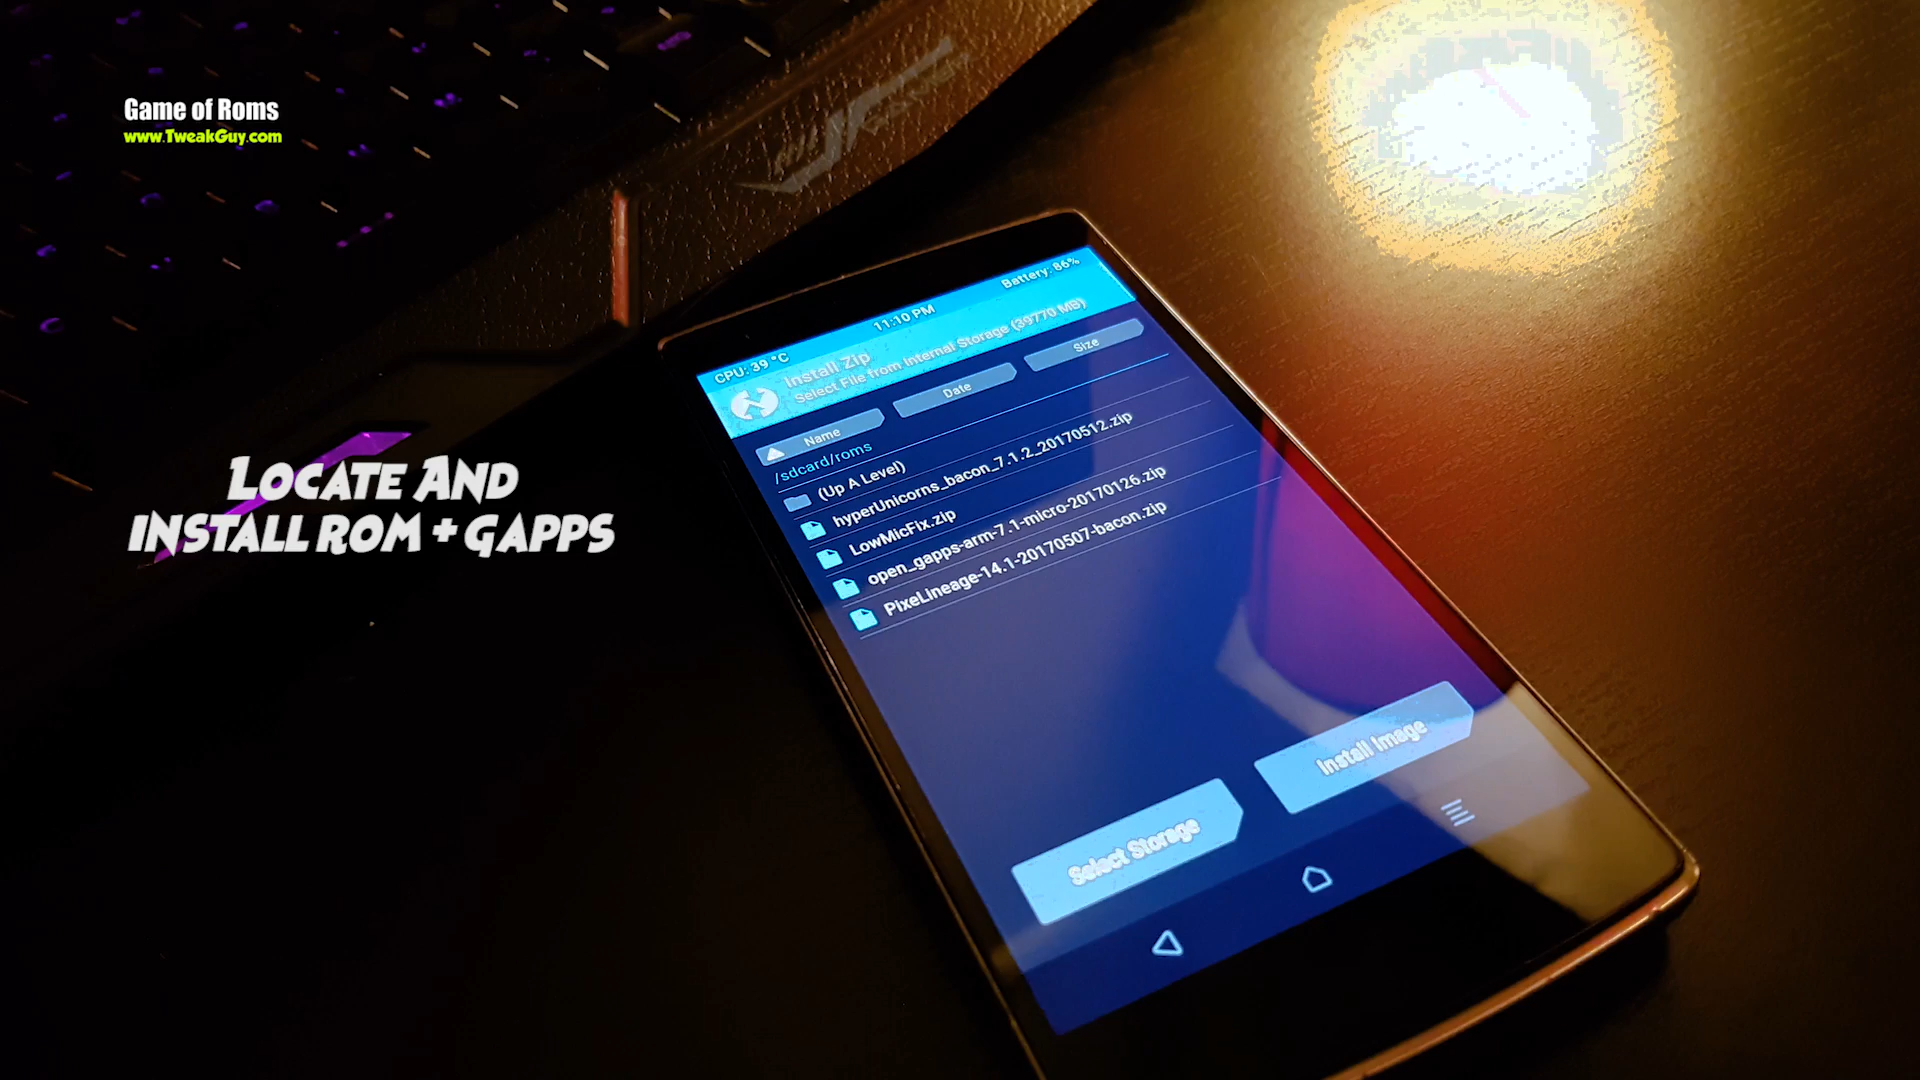 Game of Roms
www.TweakGuy.com
LOCATE AND
INSTALL ROM + GAPPS
CPU: 39 °C
11:10 PM
Battery: 86%
Install Zip
Select File from Internal Storage (39770 MB)
Name
Date
Size
/sdcard/roms
(Up A Level)
hyperUnicorns_bacon_7.1.2_20170512.zip
LowMicFix.zip
open_gapps-arm-7.1-micro-20170126.zip
PixeLineage-14.1-20170507-bacon.zip
Select Storage
Install Image